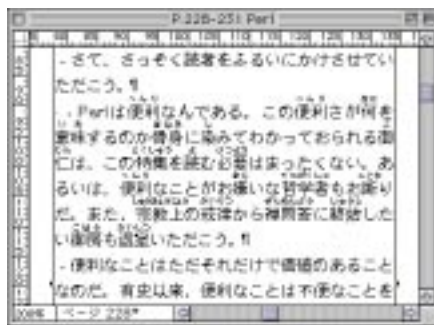 P.228-231 Perl
さて、さっそく読者をふるいにかけさせてい
ただこう。¶
Perlは便利なんである。この便利さが何を
意味するのか骨身に染みてわかっておられる御
仁は、この特集を読む必要はまったくない。あ
るいは、便利なことがお嫌いな哲学者もお断り
だ。また、宗教上の戒律から禅問答に終始した
い御房も退室いただこう。¶
便利なことはただそれだけで価値のあること
なのだ。有史以来、便利なことは不便なことを
200% ページ 228*